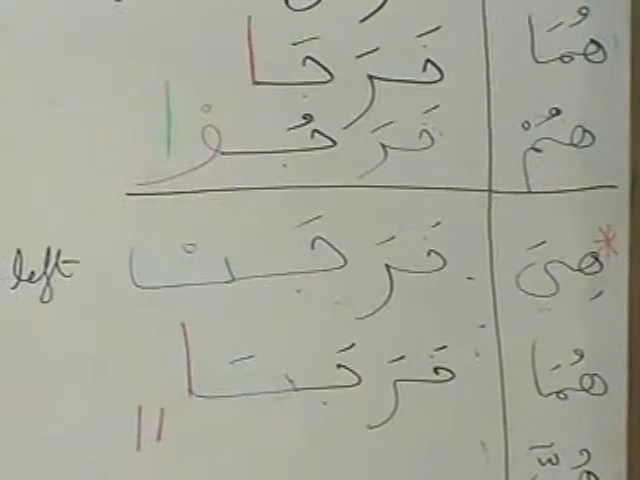 هُمَا خَرَجَا
هُمْ خَرَجُوا
* هِيَ خَرَجَتْ left
هُمَا خَرَجَتَا